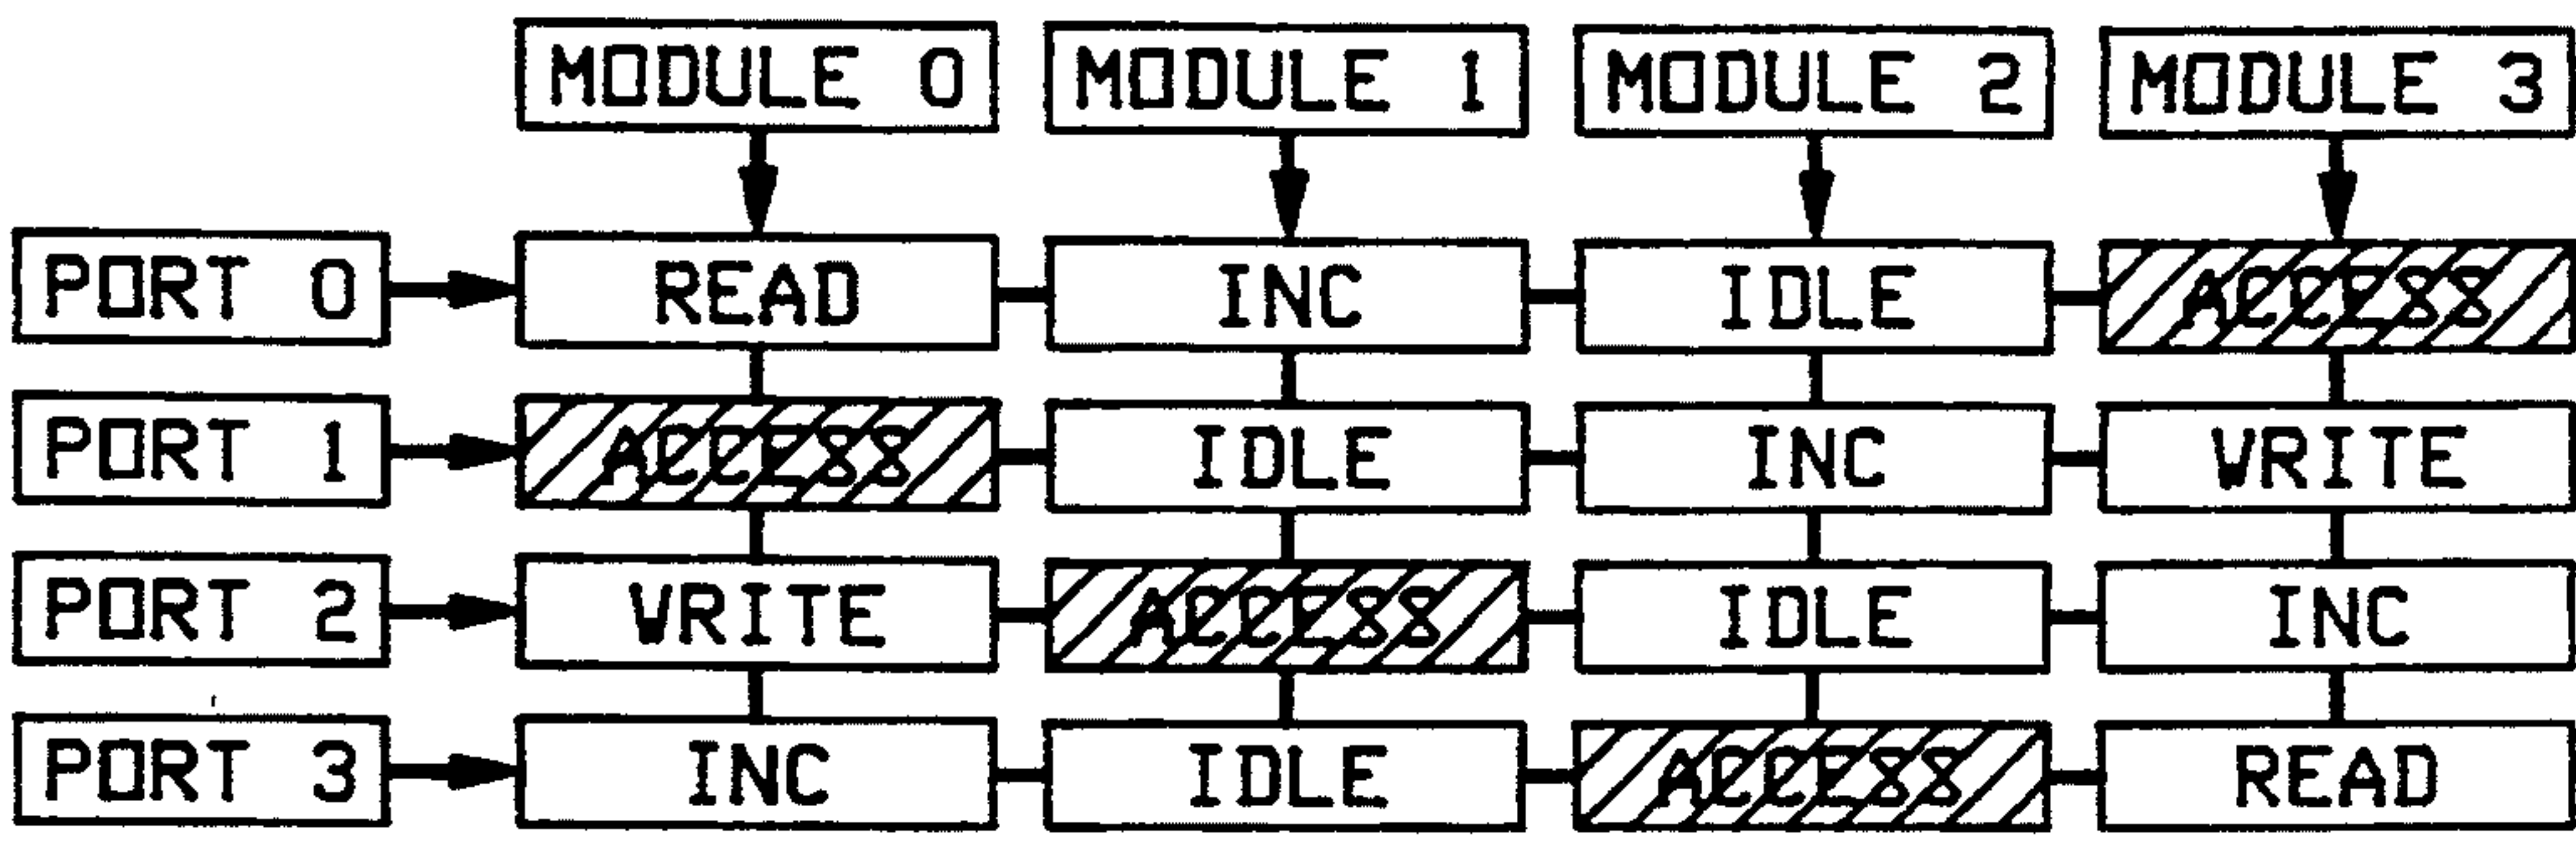 MODULE 0 MODULE 1 MODULE 2 MODULE 3
PORT 0 READ INC IDLE ACCESS
PORT 1 ACCESS IDLE INC WRITE
PORT 2 WRITE ACCESS IDLE INC
PORT 3 INC IDLE ACCESS READ